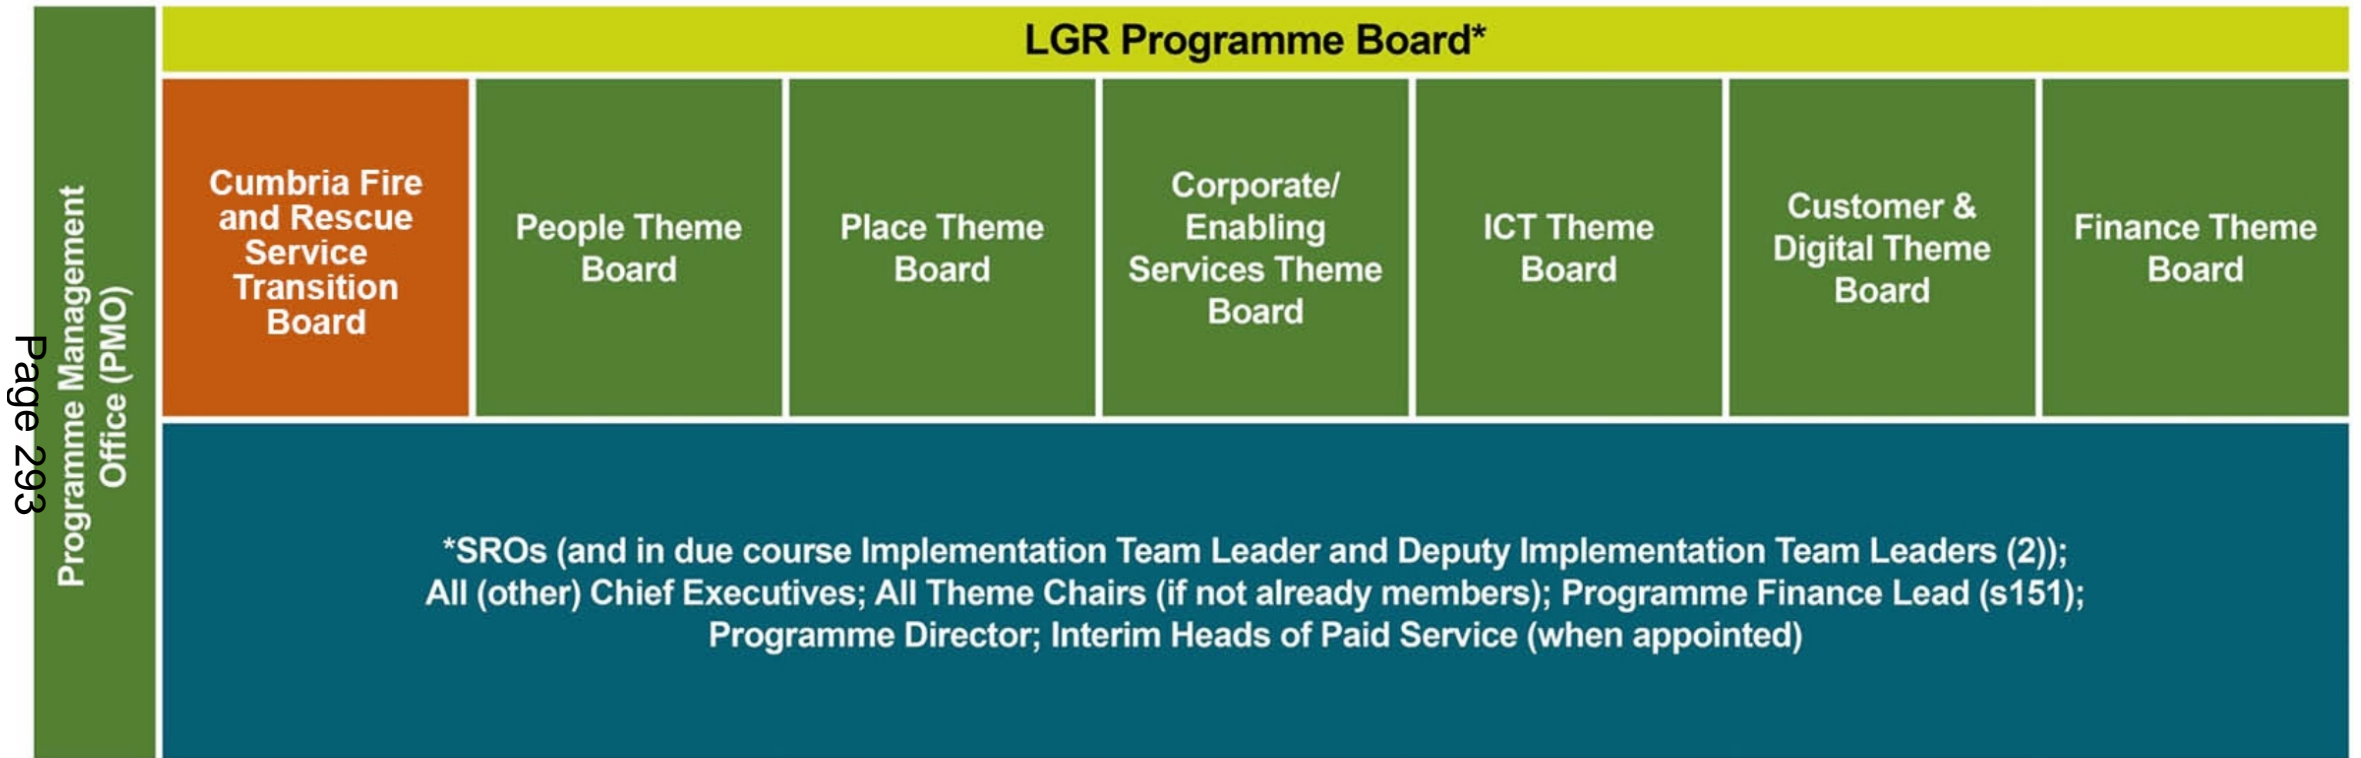 LGR Programme Board*
Programme Management
Office (PMO)
Cumbria Fire
and Rescue
Service
Transition
Board
People Theme
Board
Place Theme
Board
Corporate/
Enabling
Services Theme
Board
ICT Theme
Board
Customer &
Digital Theme
Board
Finance Theme
Board
*SROs (and in due course Implementation Team Leader and Deputy Implementation Team Leaders (2));
All (other) Chief Executives; All Theme Chairs (if not already members); Programme Finance Lead (s151);
Programme Director; Interim Heads of Paid Service (when appointed)
Page 293